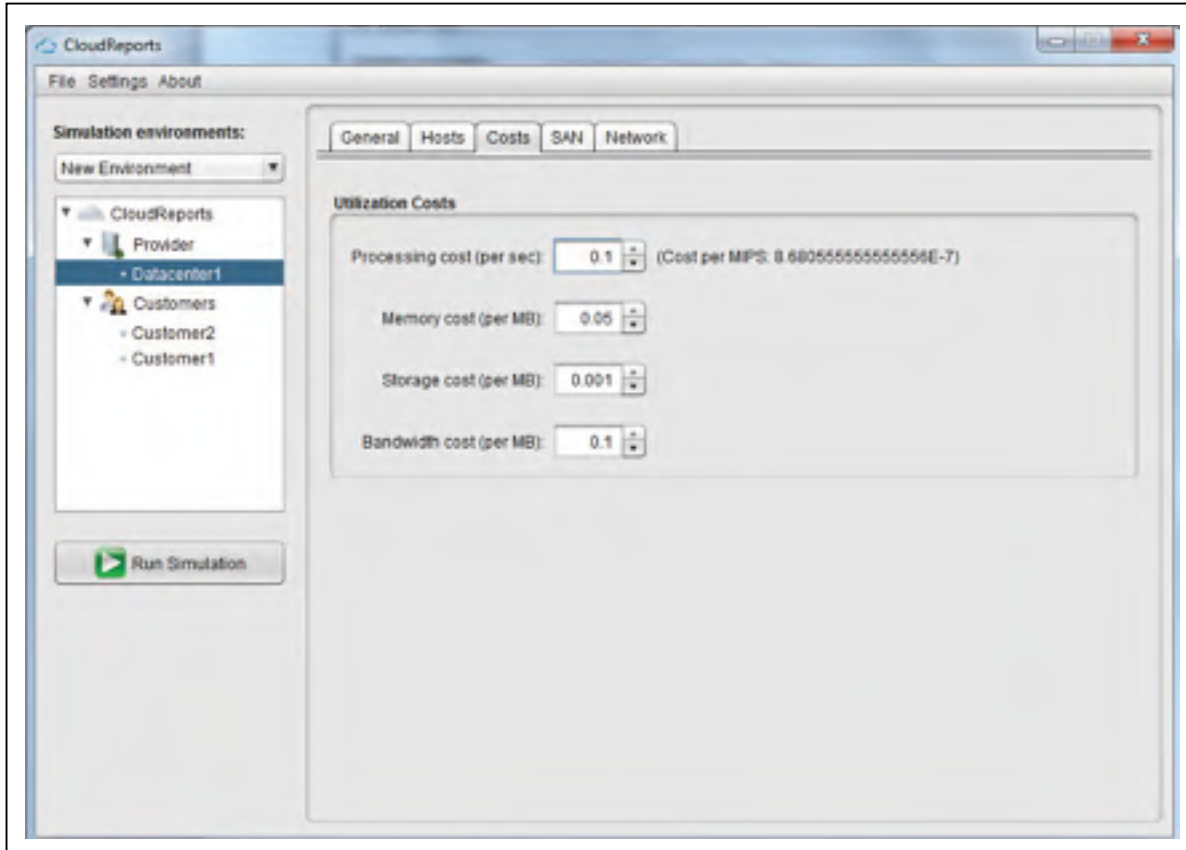 CloudReports
File Settings About
Simulation environments:
New Environment
CloudReports
Provider
Datacenter1
Customers
Customer2
Customer1
Run Simulation
General Hosts Costs SAN Network
Utilization Costs
Processing cost (per sec): 0.1 (Cost per MIPS: 8.680555555555556E-7)
Memory cost (per MB): 0.05
Storage cost (per MB): 0.001
Bandwidth cost (per MB): 0.1